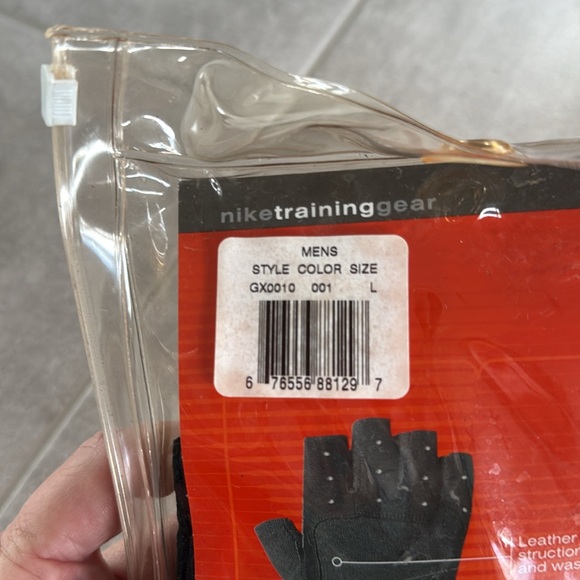 niketraininggear
MENS
STYLE COLOR SIZE
GX0010 001 L
6 76556 88129 7
Leather
struction
and was